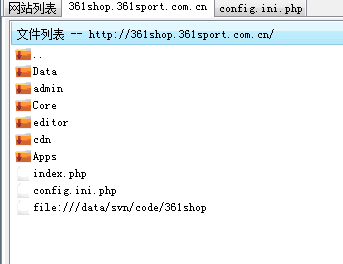 网站列表 361shop.361sport.com.cn config.ini.php
文件列表 -- http://361shop.361sport.com.cn/
..
Data
admin
Core
editor
cdn
Apps
index.php
config.ini.php
file:///data/svn/code/361shop